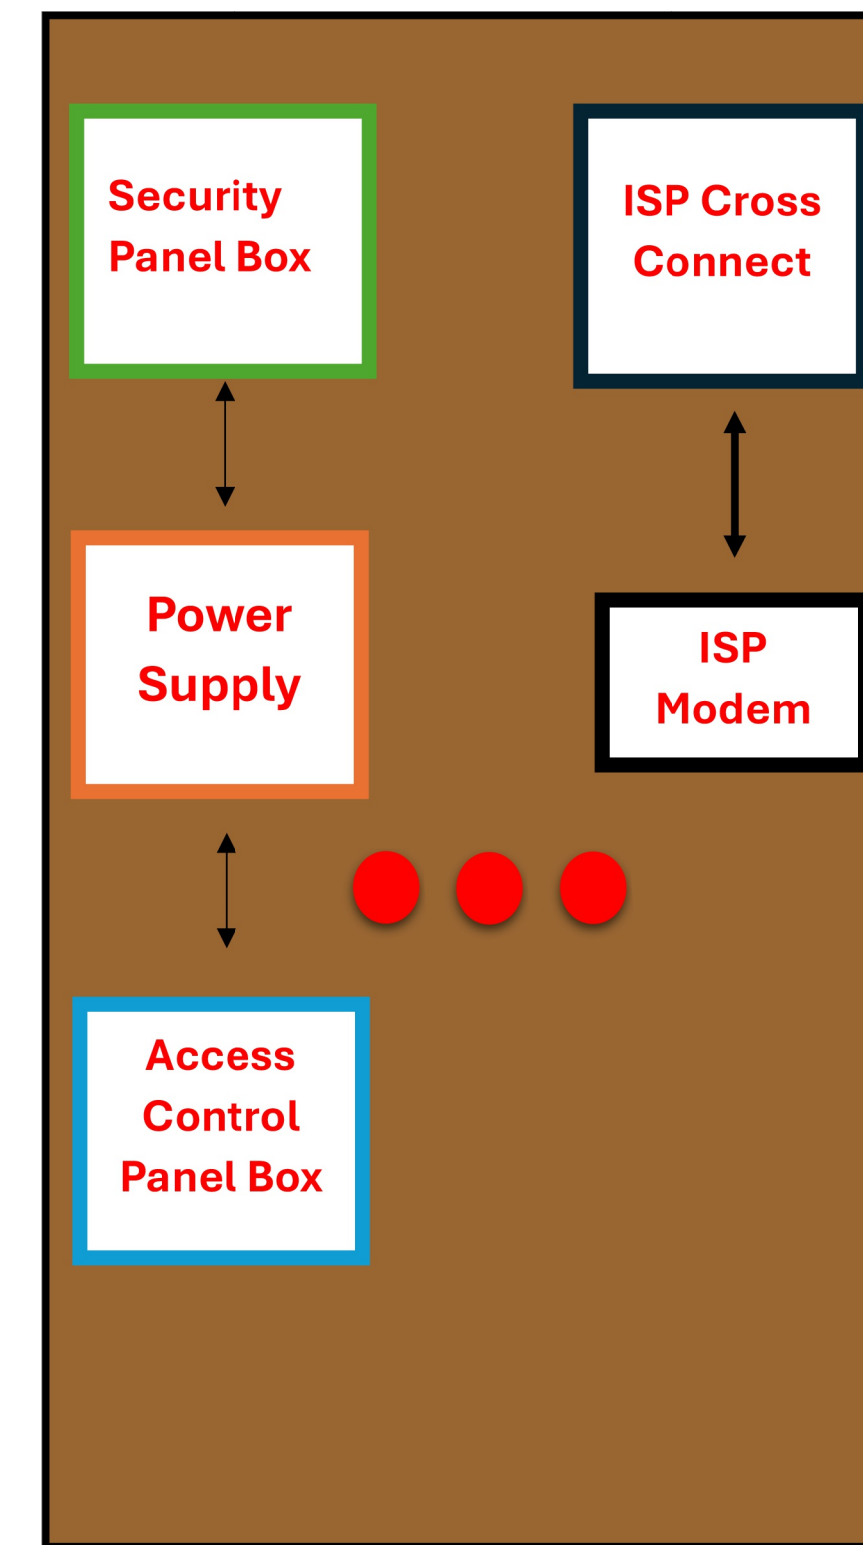 Security
Panel Box
ISP Cross
Connect
Power
Supply
ISP
Modem
Access
Control
Panel Box